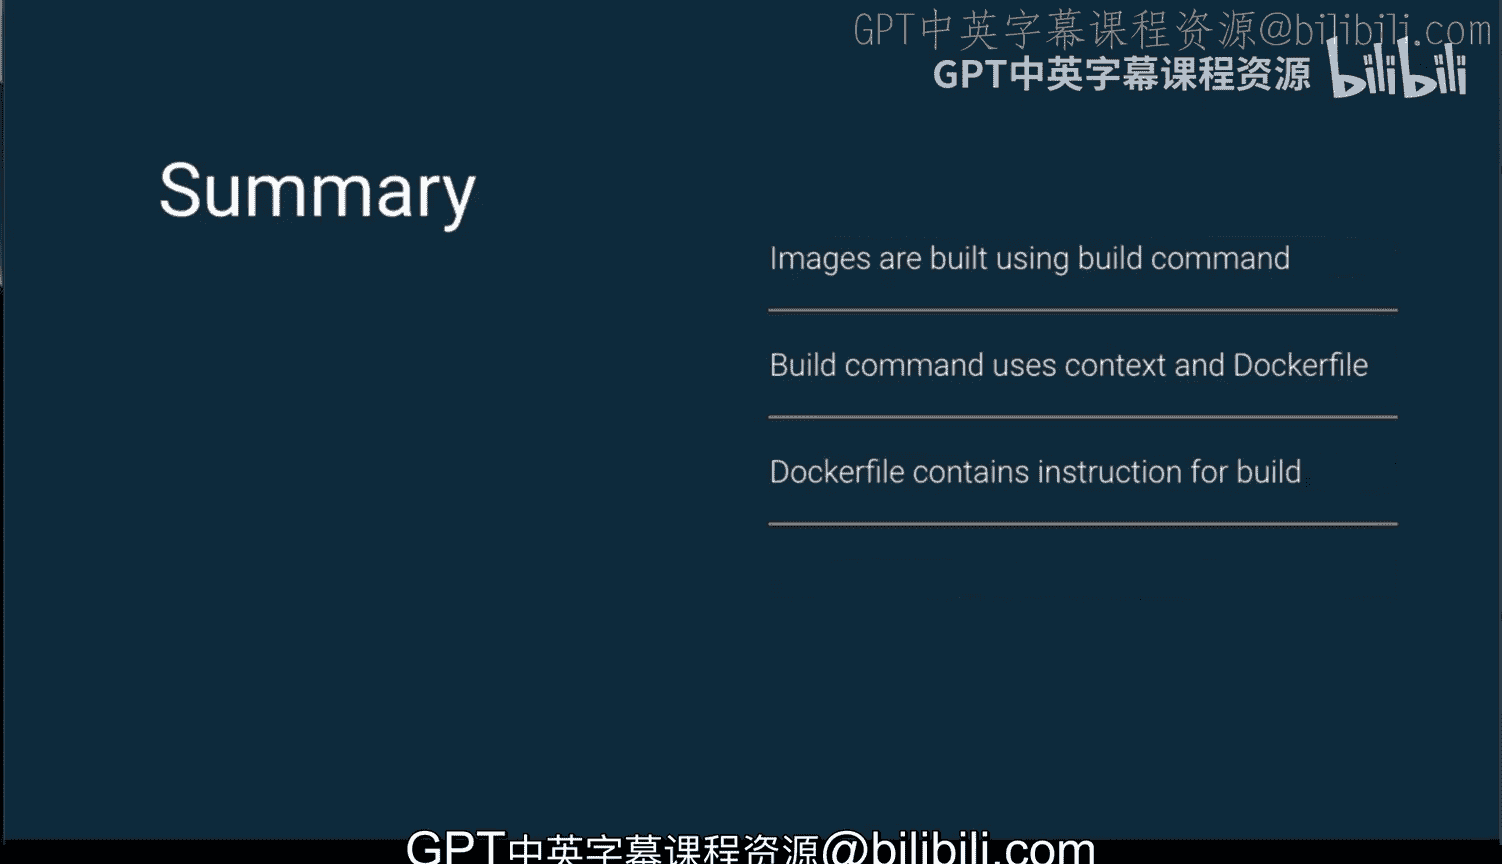 GPT中英字幕课程资源@bilibili.com
GPT中英字幕课程资源 bilibili
Summary
Images are built using build command
Build command uses context and Dockerfile
Dockerfile contains instruction for build
GPT中英字幕课程资源@bilibili.com